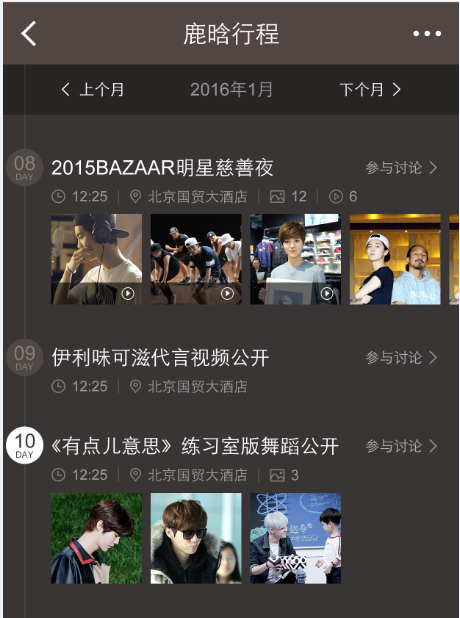 鹿晗行程
上个月 2016年1月 下个月
08 DAY
2015BAZAAR明星慈善夜 参与讨论
12:25 北京国贸大酒店 12 6
09 DAY
伊利味可滋代言视频公开 参与讨论
12:25 北京国贸大酒店
10 DAY
《有点儿意思》练习室版舞蹈公开 参与讨论
12:25 北京国贸大酒店 3